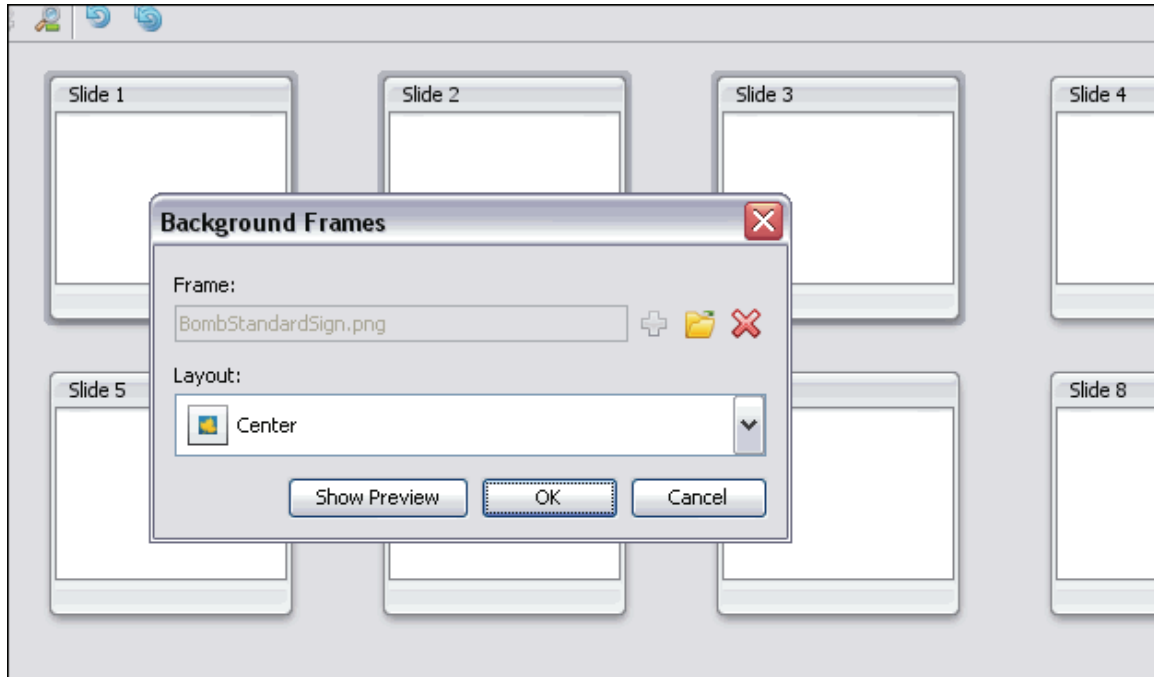 Slide 1
Slide 2
Slide 3
Slide 4
Background Frames
Frame:
BombStandardSign.png
Layout:
Center
Show Preview
OK
Cancel
Slide 5
Slide 8